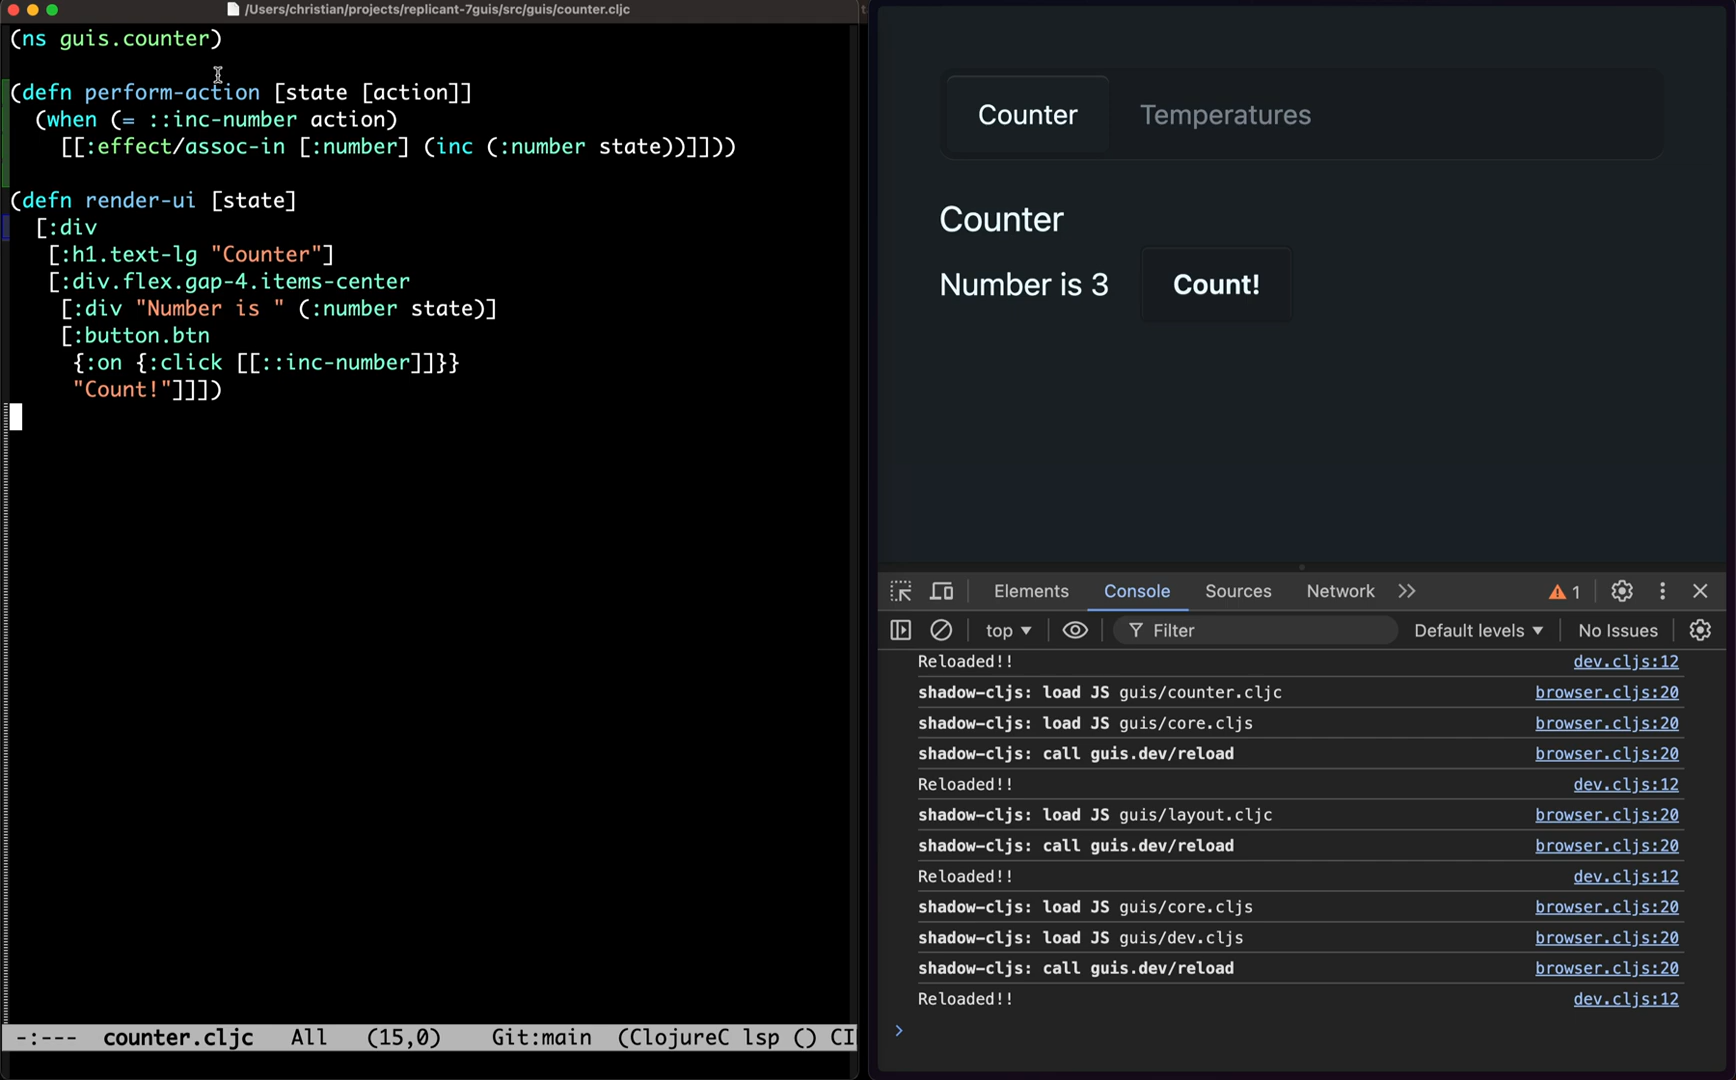 /Users/christian/projects/replicant-7guis/src/guis/counter.cljc
(ns guis.counter)
(defn perform-action [state [action]]
(when (= ::inc-number action)
[[:effect/assoc-in [:number] (inc (:number state))]]))
(defn render-ui [state]
[:div
[:h1.text-lg "Counter"]
[:div.flex.gap-4.items-center
[:div "Number is " (:number state)]
[:button.btn
{:on {:click [[::inc-number]]}}
"Count!"]]])
-:--- counter.cljc All (15,0) Git:main (ClojureC lsp () CI
Counter Temperatures
Counter
Number is 3 Count!
Elements Console Sources Network 1
top Filter Default levels No Issues
Reloaded!! dev.cljs:12
shadow-cljs: load JS guis/counter.cljc browser.cljs:20
shadow-cljs: load JS guis/core.cljs browser.cljs:20
shadow-cljs: call guis.dev/reload browser.cljs:20
Reloaded!! dev.cljs:12
shadow-cljs: load JS guis/layout.cljc browser.cljs:20
shadow-cljs: call guis.dev/reload browser.cljs:20
Reloaded!! dev.cljs:12
shadow-cljs: load JS guis/core.cljs browser.cljs:20
shadow-cljs: load JS guis/dev.cljs browser.cljs:20
shadow-cljs: call guis.dev/reload browser.cljs:20
Reloaded!! dev.cljs:12